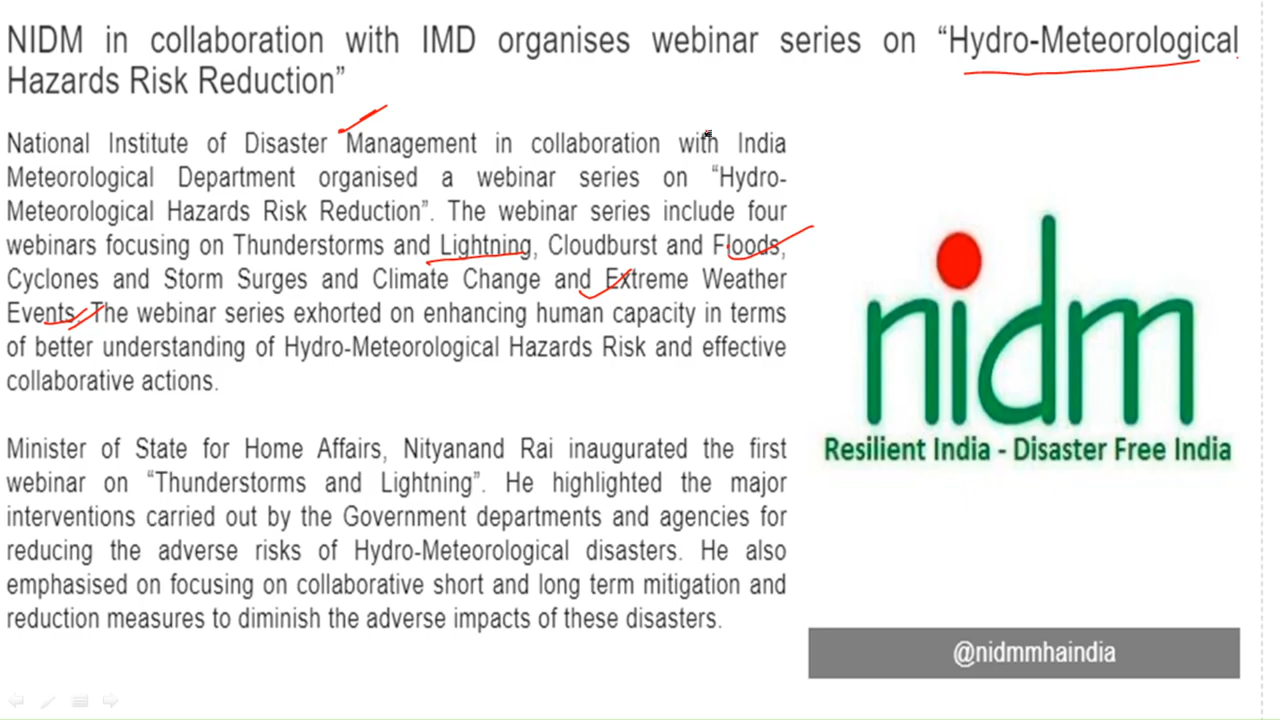 NIDM in collaboration with IMD organises webinar series on “Hydro-Meteorological
Hazards Risk Reduction”
National Institute of Disaster Management in collaboration with India
Meteorological Department organised a webinar series on “Hydro-
Meteorological Hazards Risk Reduction”. The webinar series include four
webinars focusing on Thunderstorms and Lightning, Cloudburst and Floods,
Cyclones and Storm Surges and Climate Change and Extreme Weather
Events. The webinar series exhorted on enhancing human capacity in terms
of better understanding of Hydro-Meteorological Hazards Risk and effective
collaborative actions.
Minister of State for Home Affairs, Nityanand Rai inaugurated the first
webinar on “Thunderstorms and Lightning”. He highlighted the major
interventions carried out by the Government departments and agencies for
reducing the adverse risks of Hydro-Meteorological disasters. He also
emphasised on focusing on collaborative short and long term mitigation and
reduction measures to diminish the adverse impacts of these disasters.
nidm
Resilient India - Disaster Free India
@nidmmhaindia